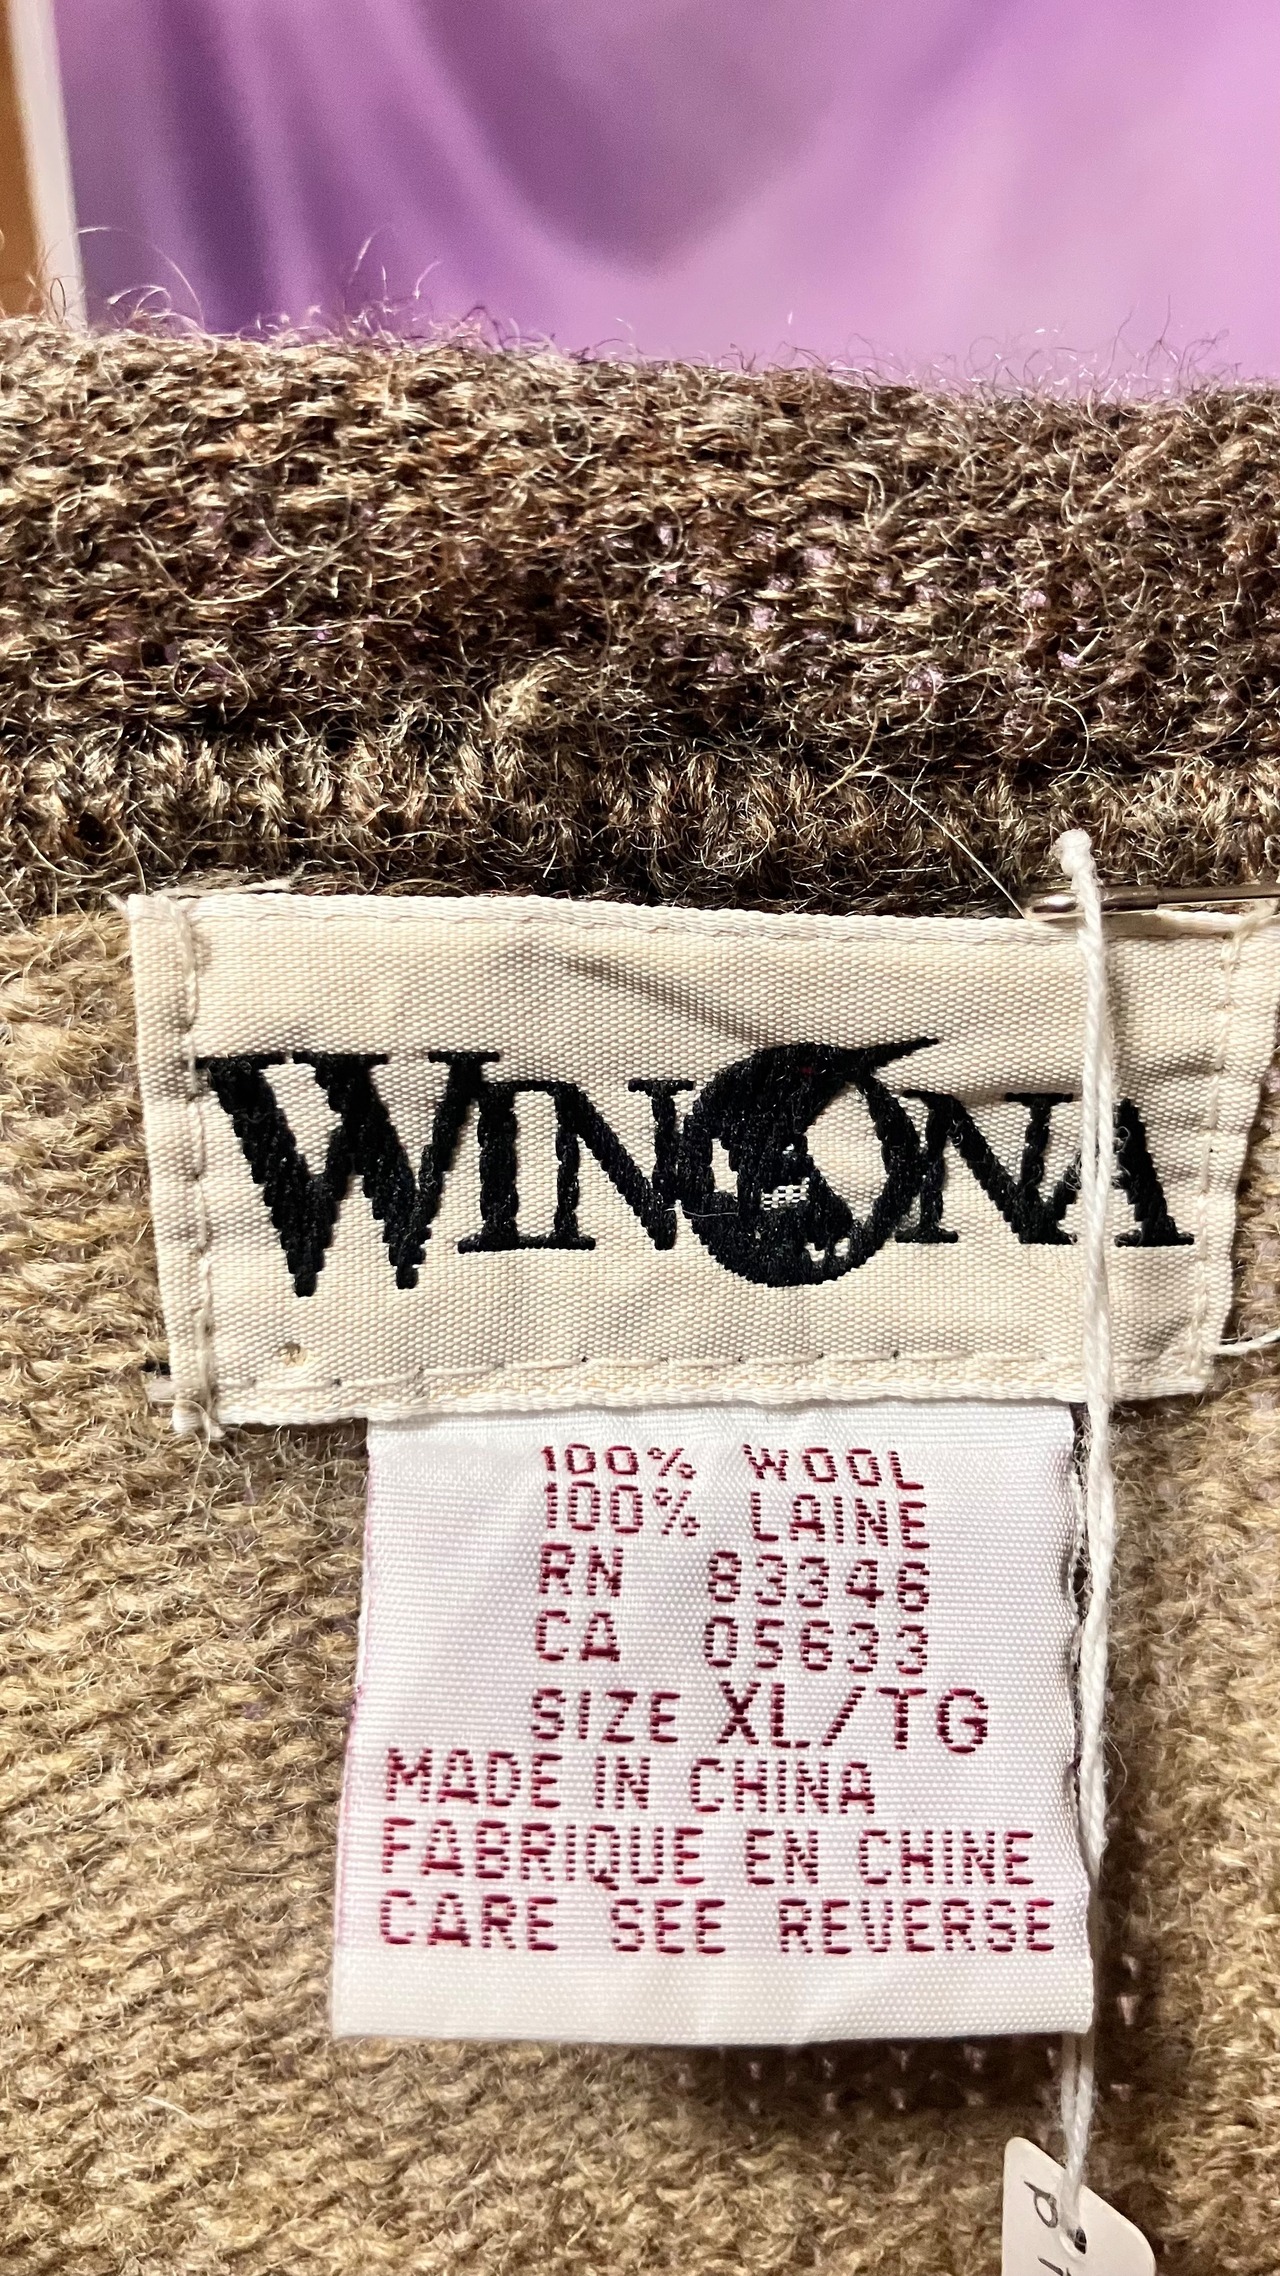 WINONA
100% WOOL
100% LAINE
RN 83346
CA 05633
SIZE XL/TG
MADE IN CHINA
FABRIQUE EN CHINE
CARE SEE REVERSE